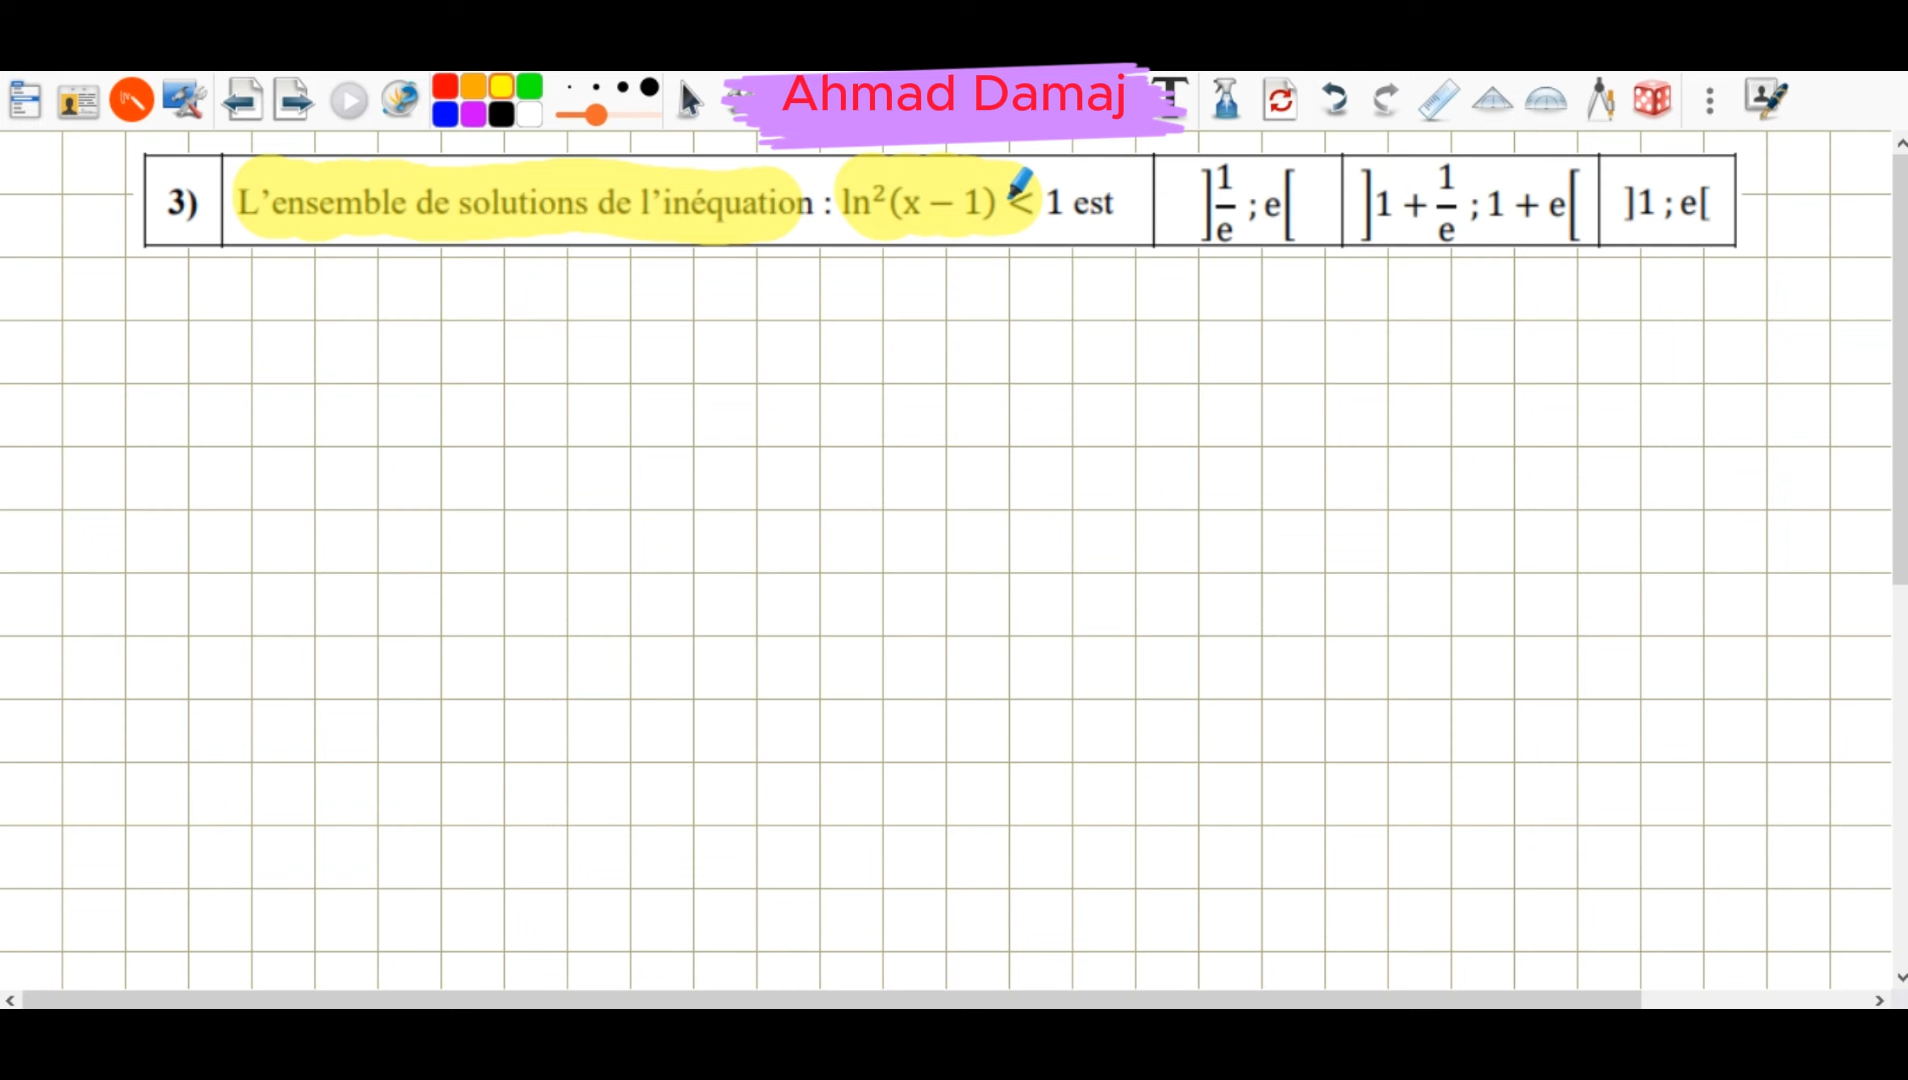 Ahmad Damaj
3) L'ensemble de solutions de l'inéquation : ln²(x − 1) < 1 est ]1/e ; e[ ]1 + 1/e ; 1 + e[ ]1 ; e[